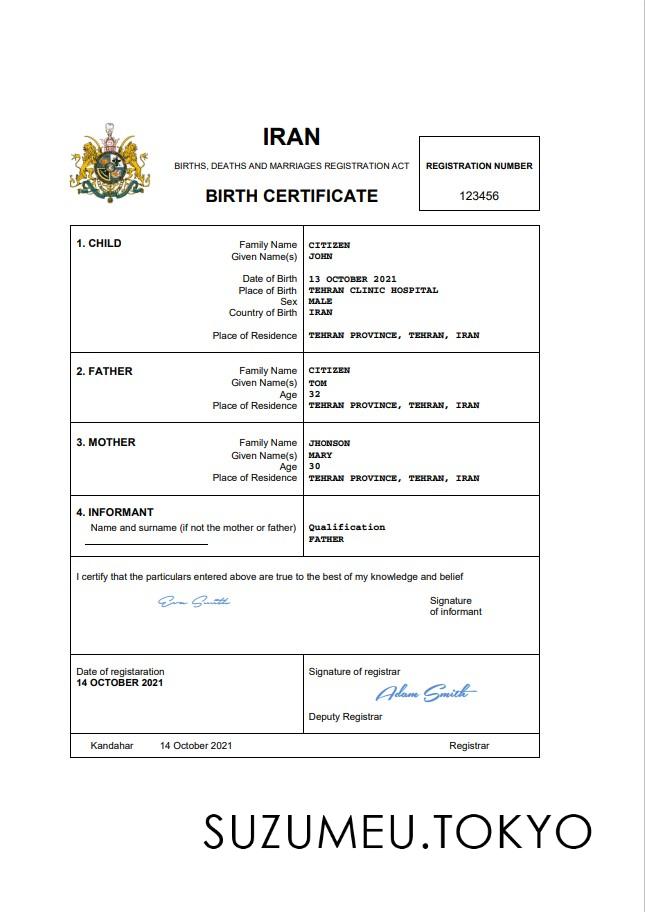 IRAN
BIRTHS, DEATHS AND MARRIAGES REGISTRATION ACT
BIRTH CERTIFICATE
REGISTRATION NUMBER
123456
1. CHILD
Family Name CITIZEN
Given Name(s) JOHN
Date of Birth 13 OCTOBER 2021
Place of Birth TEHRAN CLINIC HOSPITAL
Sex MALE
Country of Birth IRAN
Place of Residence TEHRAN PROVINCE, TEHRAN, IRAN
2. FATHER
Family Name CITIZEN
Given Name(s) TOM
Age 32
Place of Residence TEHRAN PROVINCE, TEHRAN, IRAN
3. MOTHER
Family Name JHONSON
Given Name(s) MARY
Age 30
Place of Residence TEHRAN PROVINCE, TEHRAN, IRAN
4. INFORMANT
Name and surname (if not the mother or father) Qualification
FATHER
I certify that the particulars entered above are true to the best of my knowledge and belief
Eva Smith Signature
of informant
Date of registaration
14 OCTOBER 2021
Signature of registrar
Adam Smith
Deputy Registrar
Kandahar 14 October 2021 Registrar
SUZUMEU.TOKYO